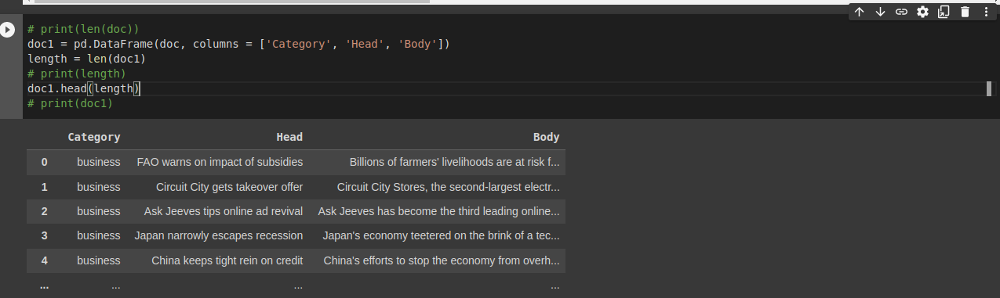 # print(len(doc))
doc1 = pd.DataFrame(doc, columns = ['Category', 'Head', 'Body'])
length = len(doc1)
# print(length)
doc1.head(length)
# print(doc1)
Category Head Body
0 business FAO warns on impact of subsidies Billions of farmers' livelihoods are at risk f...
1 business Circuit City gets takeover offer Circuit City Stores, the second-largest electr...
2 business Ask Jeeves tips online ad revival Ask Jeeves has become the third leading online...
3 business Japan narrowly escapes recession Japan's economy teetered on the brink of a tec...
4 business China keeps tight rein on credit China's efforts to stop the economy from overh...
... ... ... ...